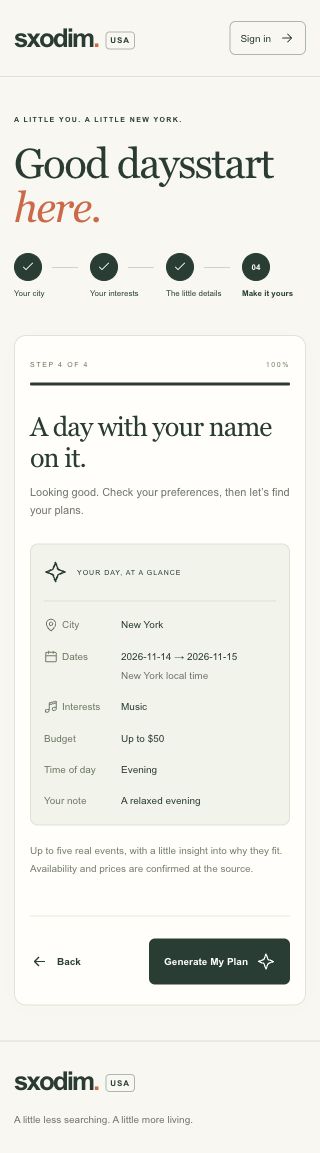 sxodim. USA
Sign in
A LITTLE YOU. A LITTLE NEW YORK.
Good daysstart
here.
04
Your city
Your interests
The little details
Make it yours
STEP 4 OF 4
100%
A day with your name
on it.
Looking good. Check your preferences, then let's find
your plans.
YOUR DAY, AT A GLANCE
City New York
Dates 2026-11-14 → 2026-11-15
New York local time
Interests Music
Budget Up to $50
Time of day Evening
Your note A relaxed evening
Up to five real events, with a little insight into why they fit.
Availability and prices are confirmed at the source.
Back
Generate My Plan
sxodim. USA
A little less searching. A little more living.